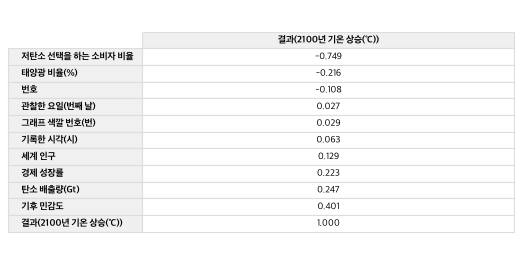 결과(2100년 기온 상승(℃))
저탄소 선택을 하는 소비자 비율 -0.749
태양광 비율(%) -0.216
번호 -0.108
관찰한 요일(번째 날) 0.027
그래프 색깔 번호(번) 0.029
기록한 시각(시) 0.063
세계 인구 0.129
경제 성장률 0.223
탄소 배출량(Gt) 0.247
기후 민감도 0.401
결과(2100년 기온 상승(℃)) 1.000